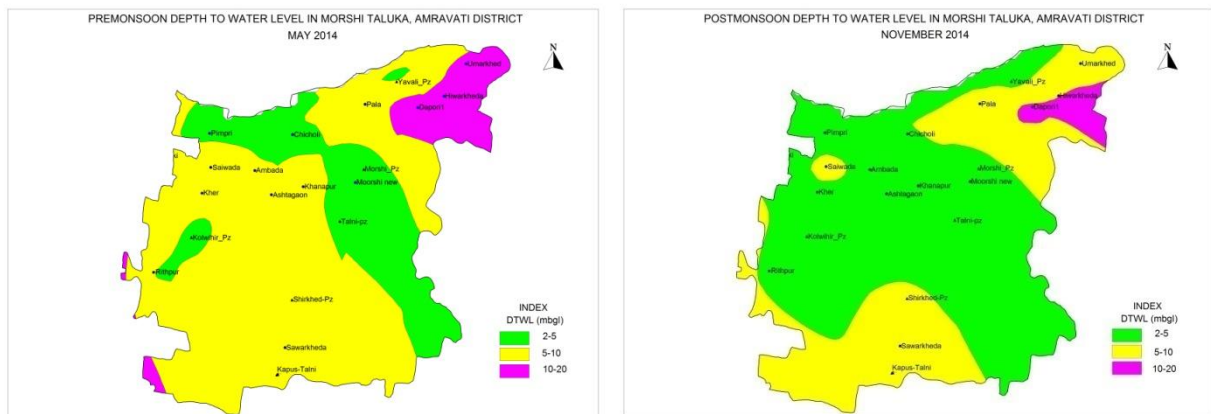 PREMONSOON DEPTH TO WATER LEVEL IN MORSHI TALUKA, AMRAVATI DISTRICT
MAY 2014
N
Umarkhed
Yavali_Pz
Hiwarkheda
Pala
Dapori1
Pimpri
Chicholi
Saiwada
Ambada
Morshi_Pz
Khanapur
Moorshi new
Kher
Ashtagaon
Talni-pz
Kolwihir_Pz
Rithpur
Shirkhed-Pz
Sawarkheda
Kapus-Talni
INDEX
DTWL (mbgl)
2-5
5-10
10-20
POSTMONSOON DEPTH TO WATER LEVEL IN MORSHI TALUKA, AMRAVATI DISTRICT
NOVEMBER 2014
N
Umarkhed
Yavali_Pz
Hiwarkheda
Pala
Dapori1
Pimpri
Chicholi
Saiwada
Ambada
Morshi_Pz
Khanapur
Moorshi new
Kher
Ashtagaon
Talni-pz
Kolwihir_Pz
Rithpur
Shirkhed-Pz
Sawarkheda
Kapus-Talni
INDEX
DTWL (mbgl)
2-5
5-10
10-20